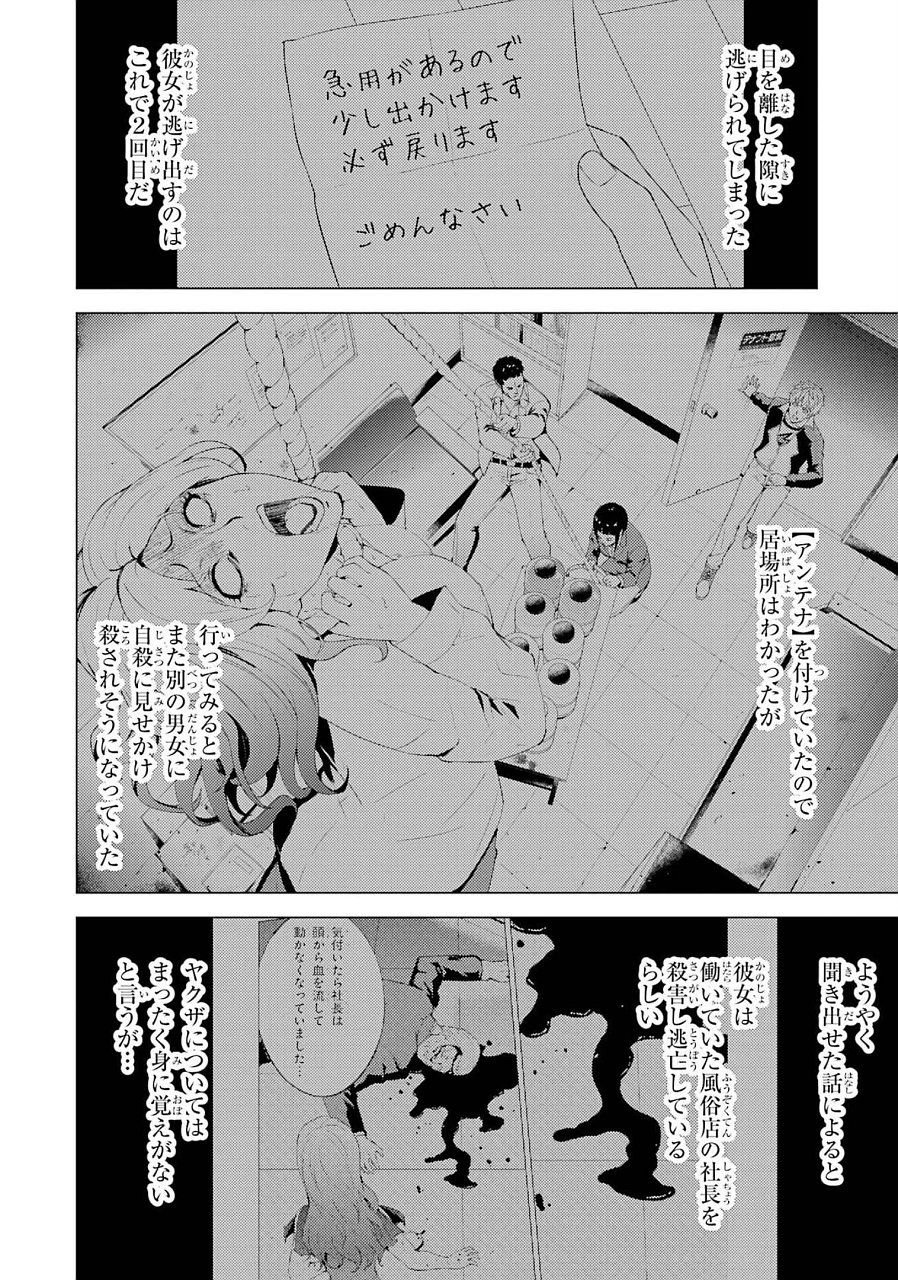 目を離した隙に
逃げられてしまった
急用があるので
少し出かけます
必ず戻ります
ごめんなさい
彼女が逃げ出すのは
これで2回目だ
テナント募集
【アンテナ】を付けていたので
居場所はわかったが
行ってみると
また別の男女に
自殺に見せかけ
殺されそうになっていた
ようやく
聞き出せた話によると
彼女は
働いていた風俗店の社長を
殺害し逃亡している
らしい
気付いたら社長は
頭から血を流して
動かなくなっていました…
ヤクザについては
まったく身に覚えがない
と言うが…